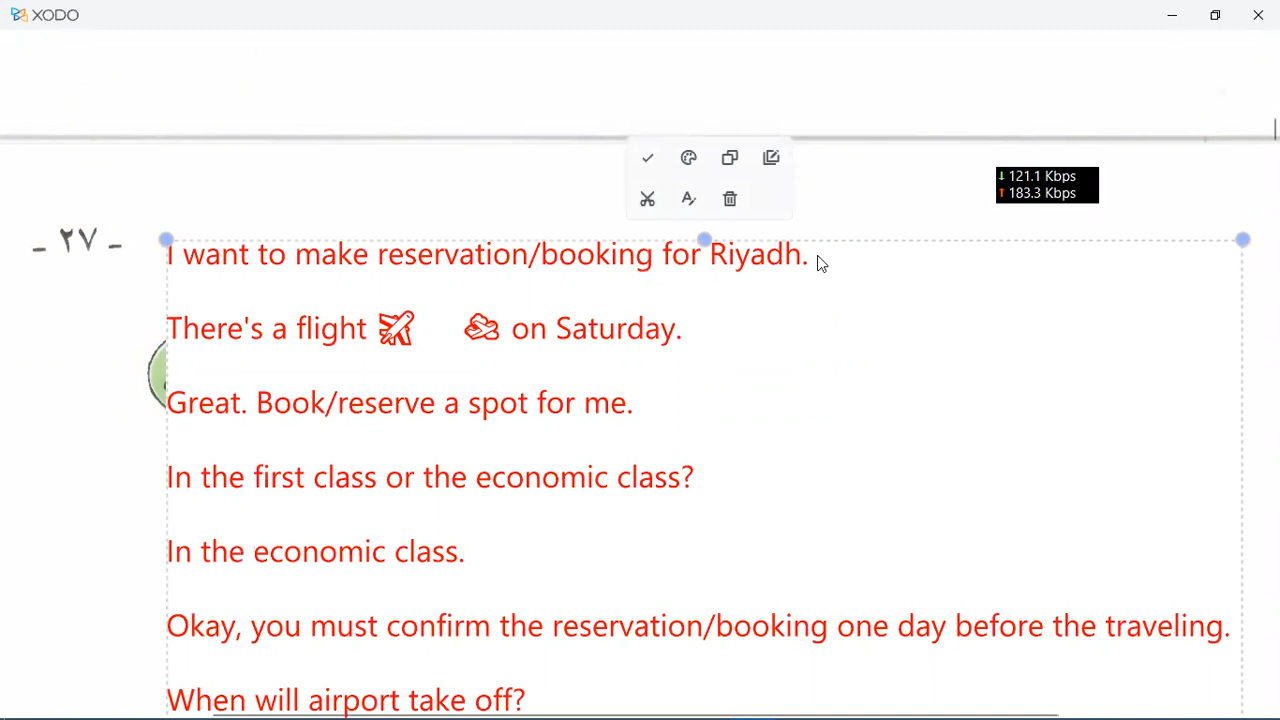 XODO
↓ 121.1 Kbps
↑ 183.3 Kbps
- ٢٧ -
I want to make reservation/booking for Riyadh.
There's a flight on Saturday.
Great. Book/reserve a spot for me.
In the first class or the economic class?
In the economic class.
Okay, you must confirm the reservation/booking one day before the traveling.
When will airport take off?